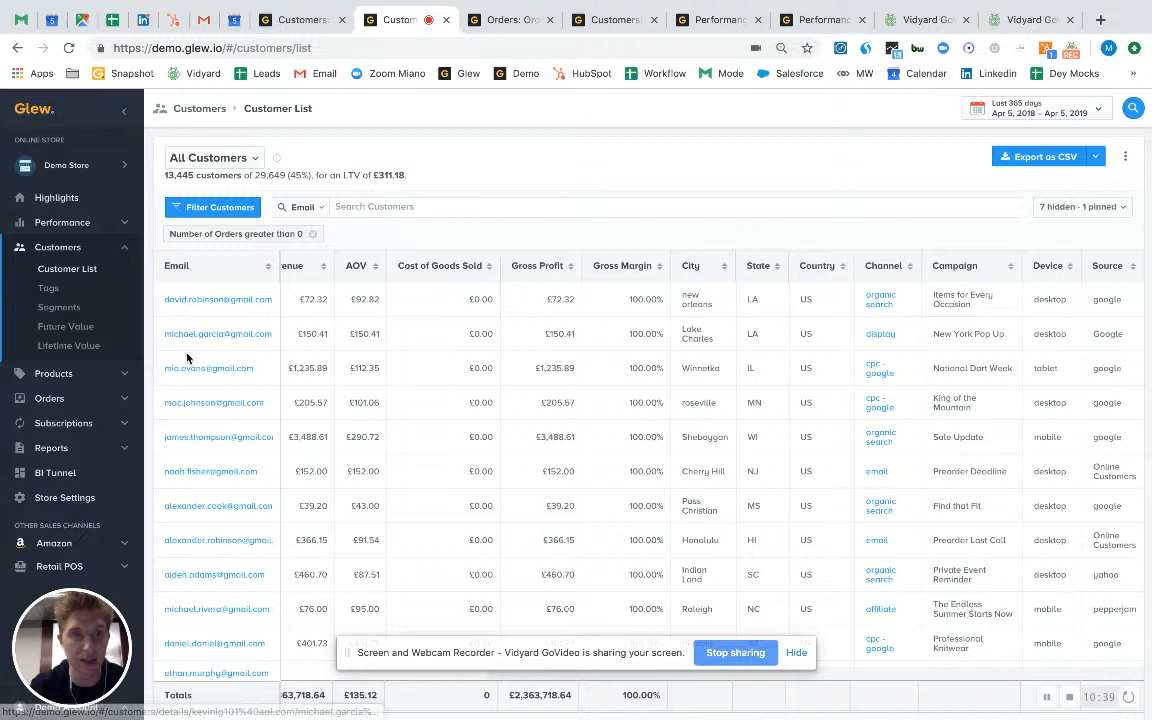 Customers:
Custom
Orders: Or
Customers:
Performanc
Performan
Vidyard Go
Vidyard Go
https://demo.glew.io/#/customers/list
13
1
REC
M
Apps
Snapshot
Vidyard
Leads
Email
Zoom Miano
Glew
Demo
HubSpot
Workflow
Mode
Salesforce
MW
Calendar
Linkedin
Dey Mocks
»
Glew.
ONLINE STORE
Demo Store
Highlights
Performance
Customers
Customer List
Tags
Segments
Future Value
Lifetime Value
Products
Orders
Subscriptions
Reports
BI Tunnel
Store Settings
OTHER SALES CHANNELS
Amazon
Retail POS
Customers
Customer List
Last 365 days
Apr 5, 2018 – Apr 5, 2019
All Customers
Export as CSV
13,445 customers of 29,649 (45%), for an LTV of £311.18.
Filter Customers
Email
Search Customers
7 hidden · 1 pinned
Number of Orders greater than 0
Email enue AOV Cost of Goods Sold Gross Profit Gross Margin City State Country Channel Campaign Device Source
david.robinson@gmail.com £72.32 £92.82 £0.00 £72.32 100.00% new orleans LA US organic search Items for Every Occasion desktop google
michael.garcia@gmail.com £150.41 £150.41 £0.00 £150.41 100.00% Lake Charles LA US display New York Pop Up desktop Google
mia.evans@gmail.com £1,235.89 £112.35 £0.00 £1,235.89 100.00% Winnetka IL US cpc - google National Dart Week tablet google
mac.johnson@gmail.com £205.57 £101.06 £0.00 £205.57 100.00% roseville MN US cpc - google King of the Mountain desktop google
james.thompson@gmail.co £3,488.61 £290.72 £0.00 £3,488.61 100.00% Sheboygan WI US organic search Sale Update mobile google
noah.fisher@gmail.com £152.00 £152.00 £0.00 £152.00 100.00% Cherry Hill NJ US email Preorder Deadline desktop Online Customers
alexander.cook@gmail.com £39.20 £43.00 £0.00 £39.20 100.00% Pass Christian MS US organic search Find that Fit desktop google
alexander.robinson@gmail. £366.15 £91.54 £0.00 £366.15 100.00% Honolulu HI US email Preorder Last Call desktop Online Customers
aiden.adams@gmail.com £460.70 £87.51 £0.00 £460.70 100.00% Indian Land SC US organic search Private Event Reminder desktop yahoo
michael.rivera@gmail.com £76.00 £95.00 £0.00 £76.00 100.00% Raleigh NC US affiliate The Endless Summer Starts Now mobile pepperjam
daniel.daniel@gmail.com £401.73 cpc - google Professional Knitwear mobile google
ethan.murphy@gmail.com
Screen and Webcam Recorder - Vidyard GoVideo is sharing your screen.
Stop sharing
Hide
Totals 363,718.64 £135.12 0 £2,363,718.64 100.00%
10:39
https://demo.glew.io/#/customers/details/kevinlg101%40aol.com/michael.garcia%...